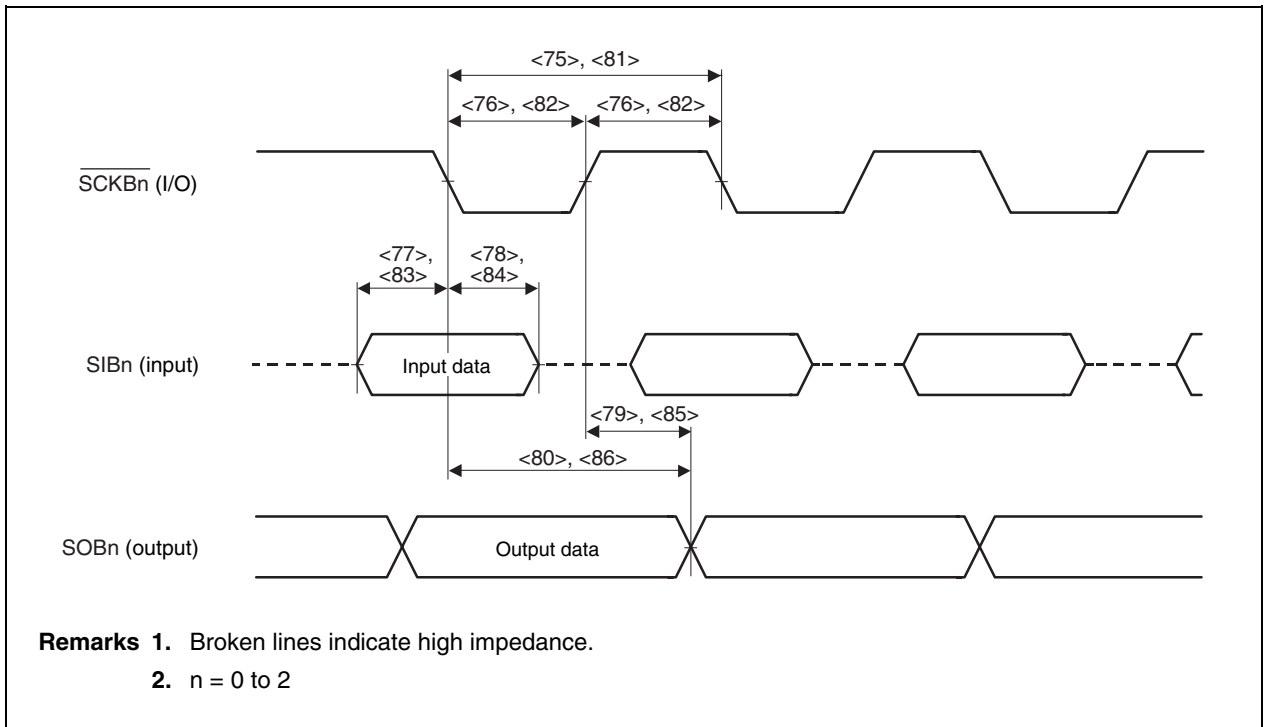 <75>, <81>
<76>, <82> <76>, <82>
SCKBn (I/O)
<77>, <78>,
<83> <84>
SIBn (input)
Input data
<79>, <85>
<80>, <86>
SOBn (output)
Output data
Remarks 1. Broken lines indicate high impedance.
2. n = 0 to 2